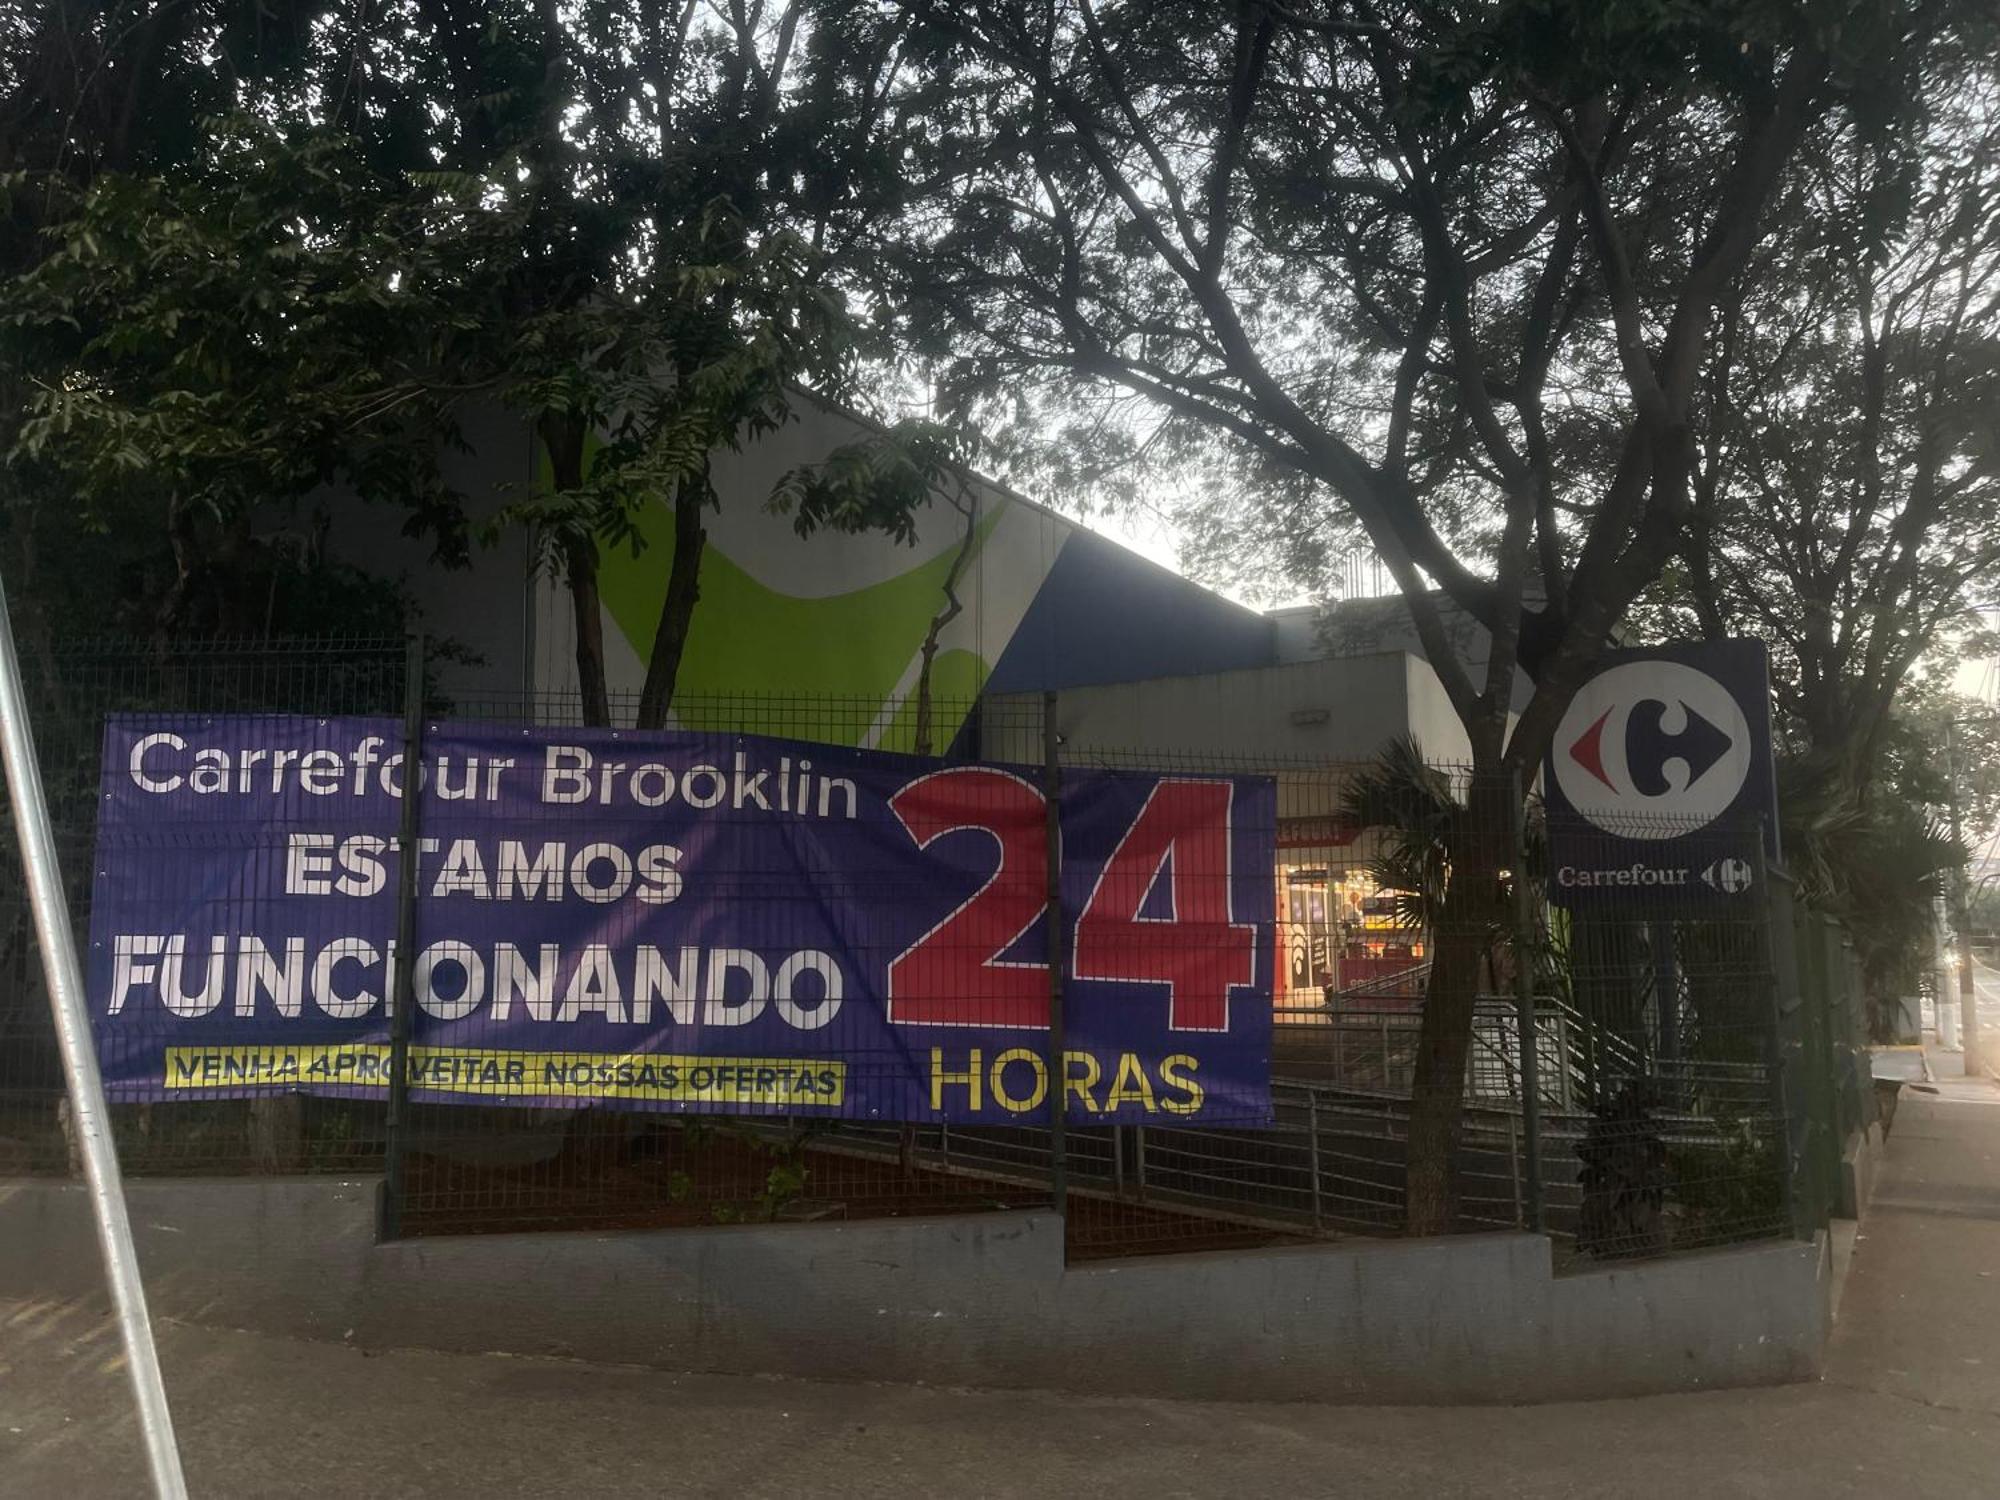 Carrefour Brooklin
ESTAMOS
FUNCIONANDO
VENHA APROVEITAR NOSSAS OFERTAS
24
HORAS
Carrefour